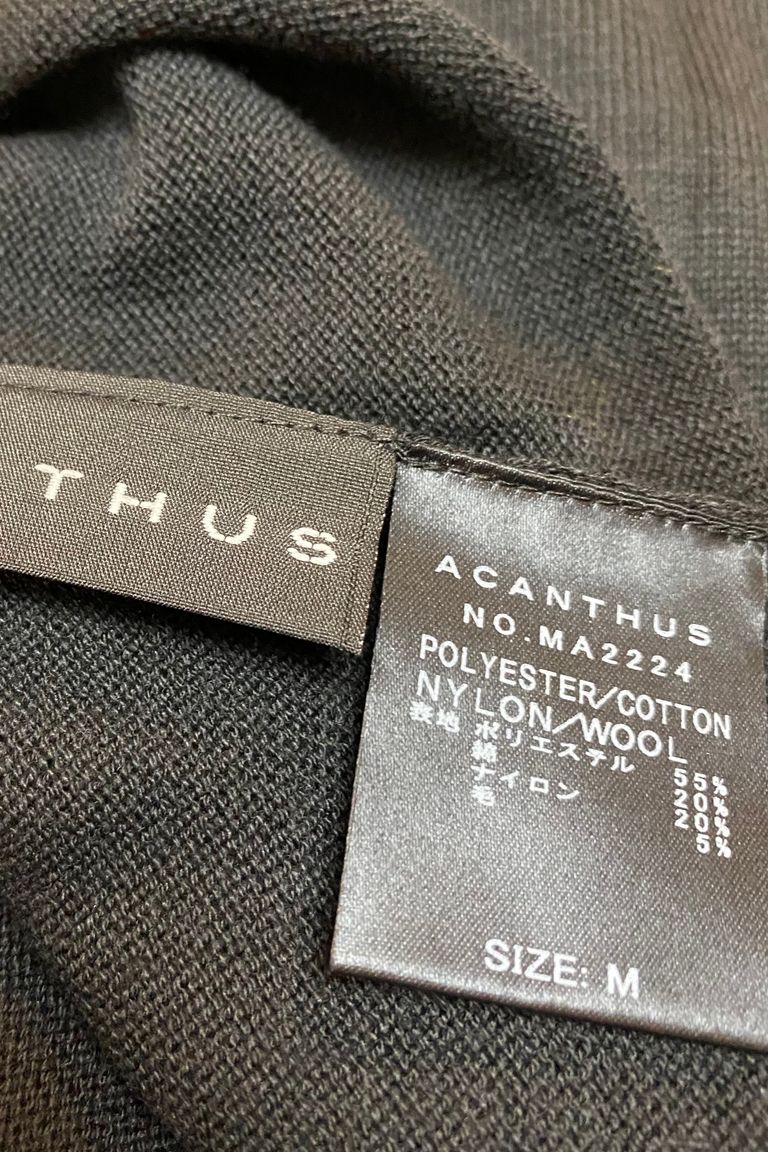 THUS
ACANTHUS
NO.MA2224
POLYESTER/COTTON
NYLON/WOOL
表地 ポリエステル 55%
綿 20%
ナイロン 20%
毛 5%
SIZE: M